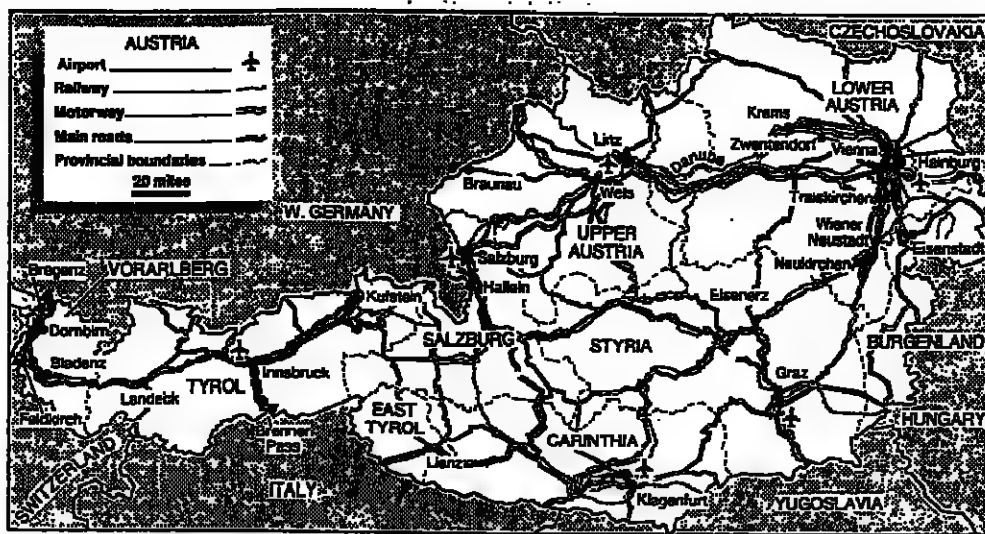 AUSTRIA
Airport
Railway
Motorway
Main roads
Provincial boundaries
20 miles
CZECHOSLOVAKIA
LOWER
AUSTRIA
Krems
Linz
Zwentendorf
Vienna
Danube
Hainburg
Braunau
Wels
Traiskirchen
W. GERMANY
UPPER
AUSTRIA
Wiener
Neustadt
Eisenstadt
Salzburg
Neukirchen
Bregenz
VORARLBERG
Hallein
Kufstein
Eisenerz
Dornbirn
SALZBURG
STYRIA
BURGENLAND
Bludenz
Innsbruck
Graz
TYROL
Landeck
EAST
TYROL
Feldkirch
HUNGARY
Brenner
Pass
CARINTHIA
Lienz
SWITZERLAND
ITALY
Klagenfurt
YUGOSLAVIA